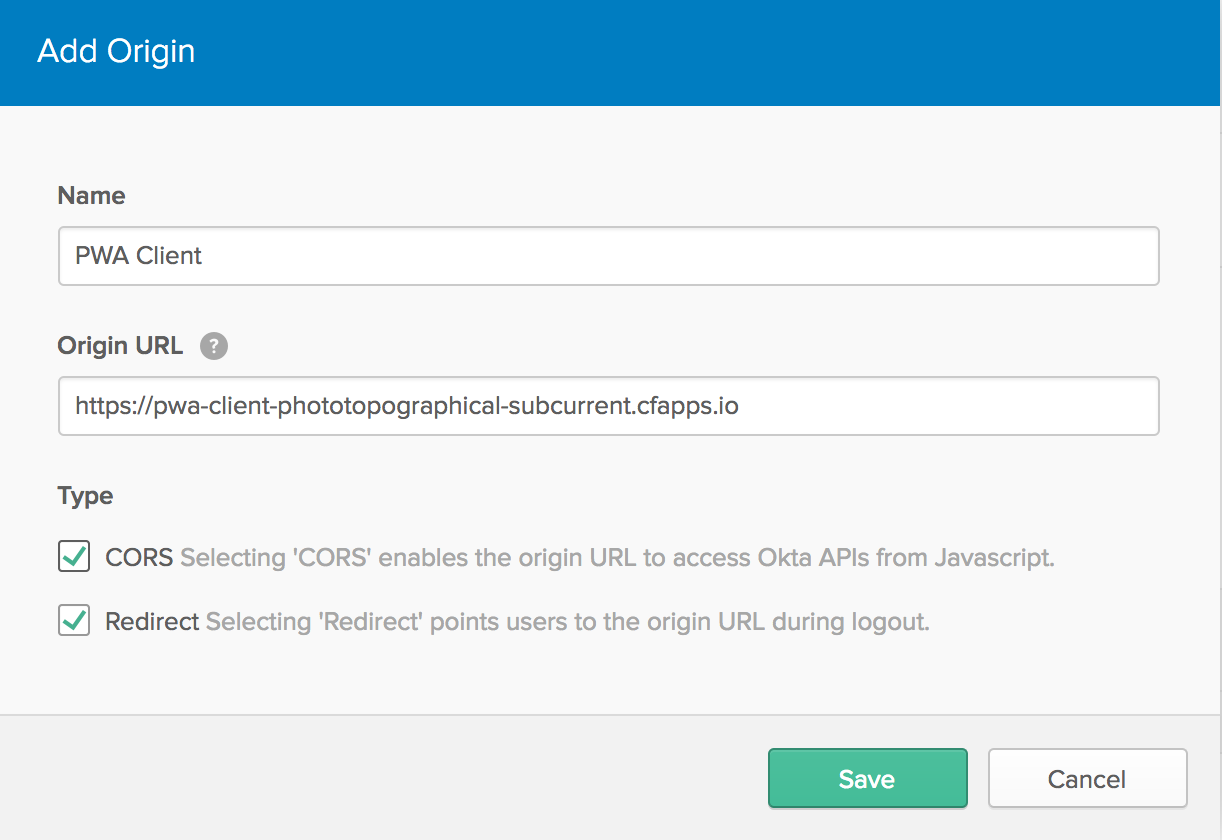 Add Origin
Name
PWA Client
Origin URL ?
https://pwa-client-phototopographical-subcurrent.cfapps.io
Type
CORS Selecting 'CORS' enables the origin URL to access Okta APIs from Javascript.
Redirect Selecting 'Redirect' points users to the origin URL during logout.
Save Cancel